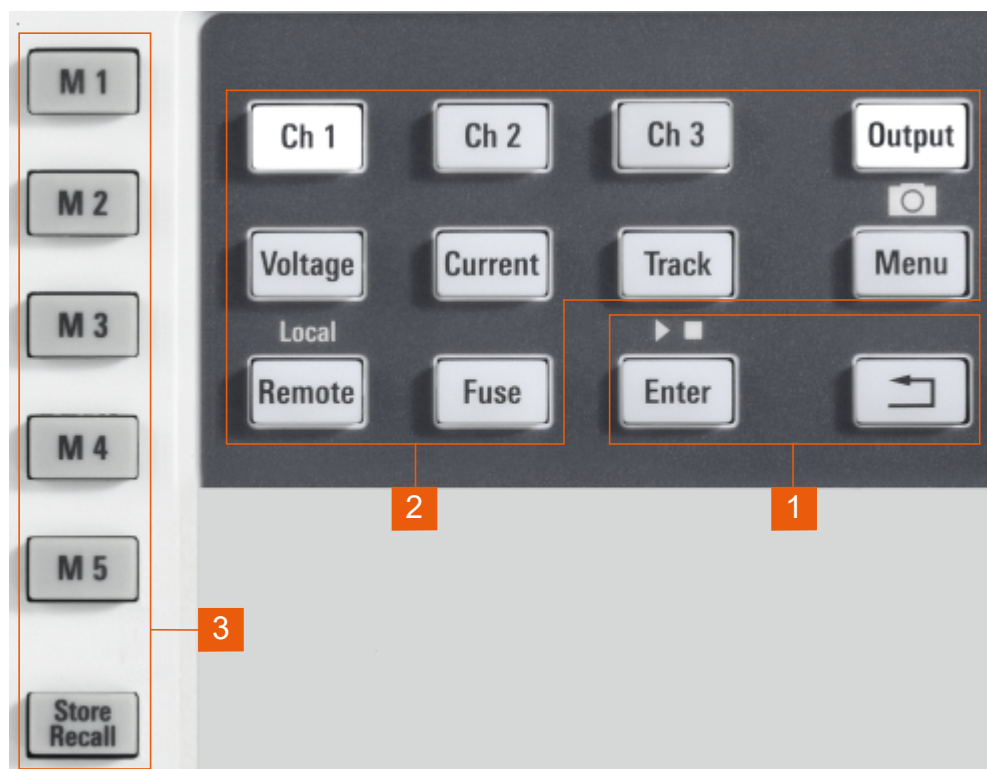 M 1
M 2
M 3
M 4
M 5
Store
Recall
3
Ch 1 Ch 2 Ch 3 Output
Voltage Current Track Menu
Local
Remote Fuse Enter
2 1